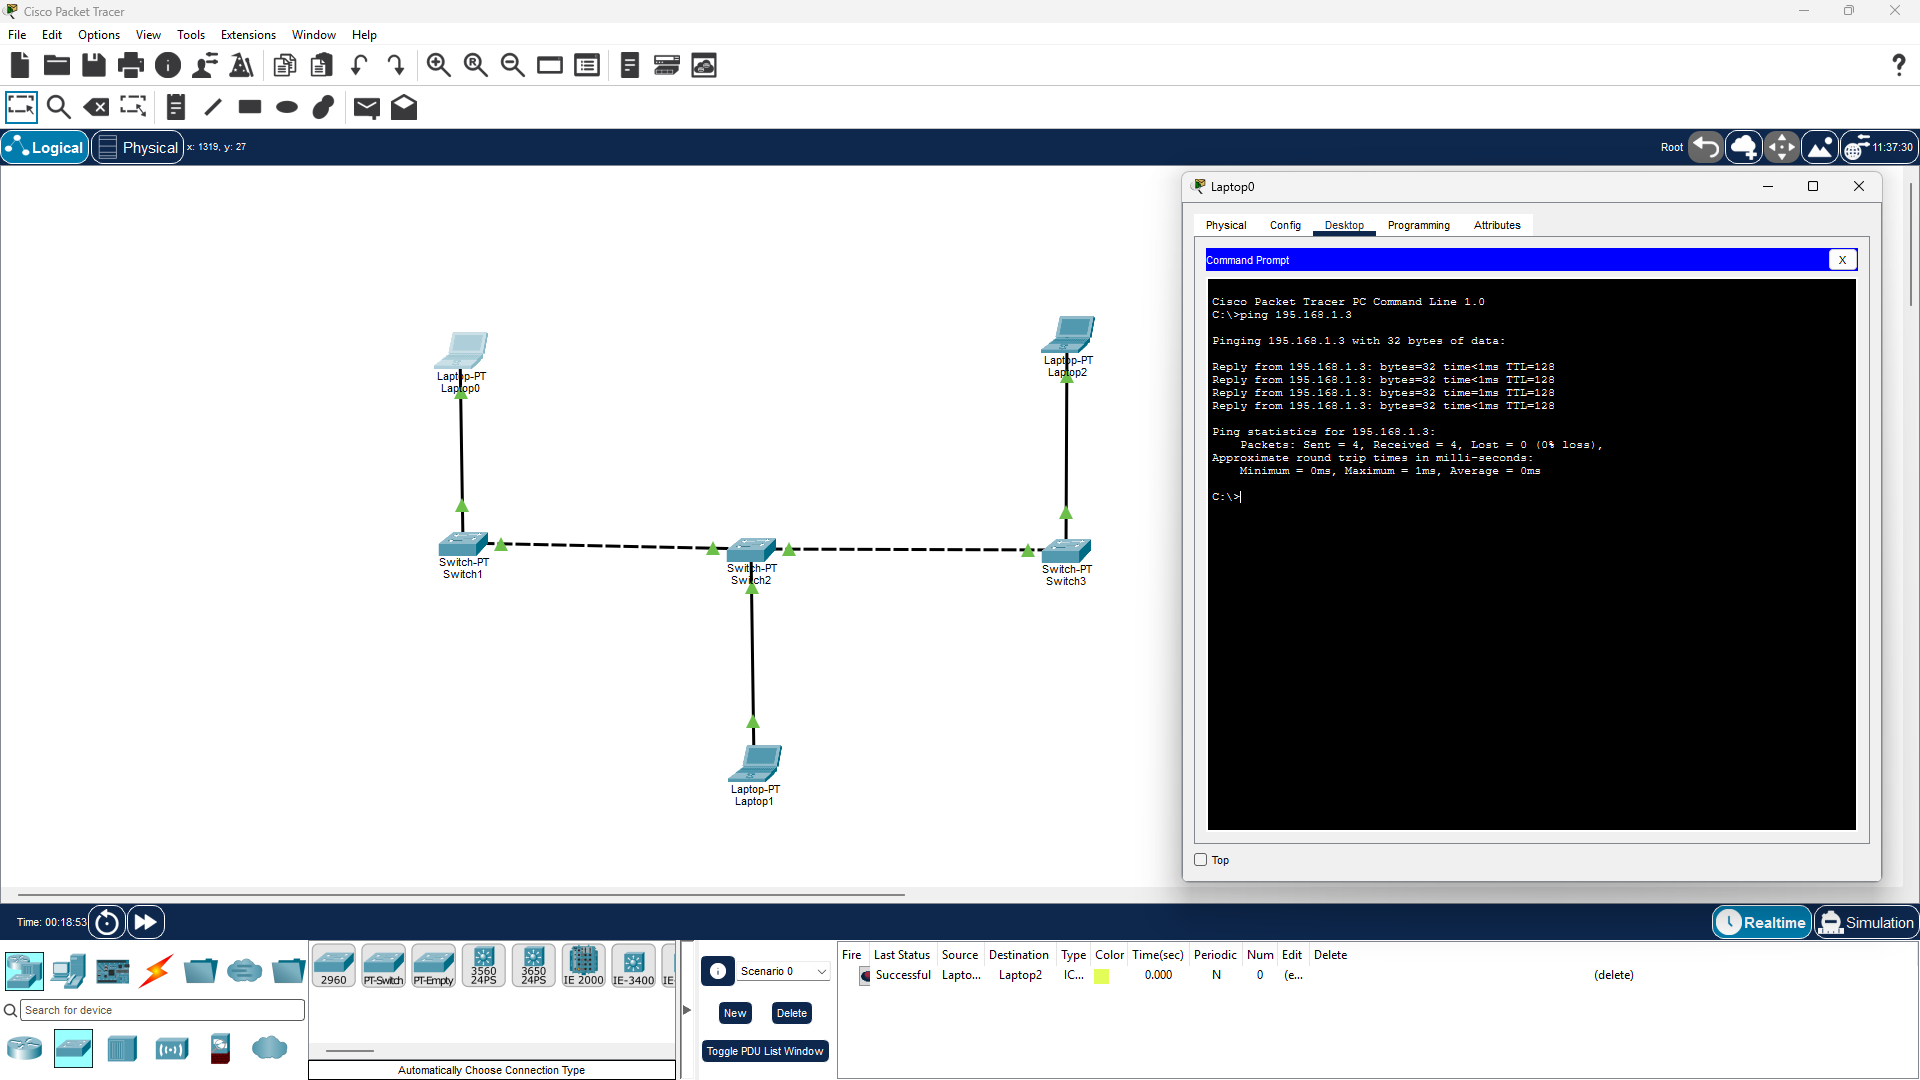 Cisco Packet Tracer
File Edit Options View Tools Extensions Window Help
Logical Physical x: 1319, y: 27 Root 11:37:30
Laptop-PT
Laptop0
Laptop-PT
Laptop2
Switch-PT
Switch1
Switch-PT
Switch2
Switch-PT
Switch3
Laptop-PT
Laptop1
Laptop0
Physical Config Desktop Programming Attributes
Command Prompt X
Cisco Packet Tracer PC Command Line 1.0
C:\>ping 195.168.1.3
Pinging 195.168.1.3 with 32 bytes of data:
Reply from 195.168.1.3: bytes=32 time<1ms TTL=128
Reply from 195.168.1.3: bytes=32 time<1ms TTL=128
Reply from 195.168.1.3: bytes=32 time=1ms TTL=128
Reply from 195.168.1.3: bytes=32 time<1ms TTL=128
Ping statistics for 195.168.1.3:
Packets: Sent = 4, Received = 4, Lost = 0 (0% loss),
Approximate round trip times in milli-seconds:
Minimum = 0ms, Maximum = 1ms, Average = 0ms
C:\>
Top
Time: 00:18:53 Realtime Simulation
2960 PT-Switch PT-Empty 3560 24PS 3650 24PS IE 2000 IE-3400 IE-
Search for device
Automatically Choose Connection Type
Scenario 0
New Delete
Toggle PDU List Window
Fire Last Status Source Destination Type Color Time(sec) Periodic Num Edit Delete
Successful Lapto... Laptop2 IC... 0.000 N 0 (e... (delete)